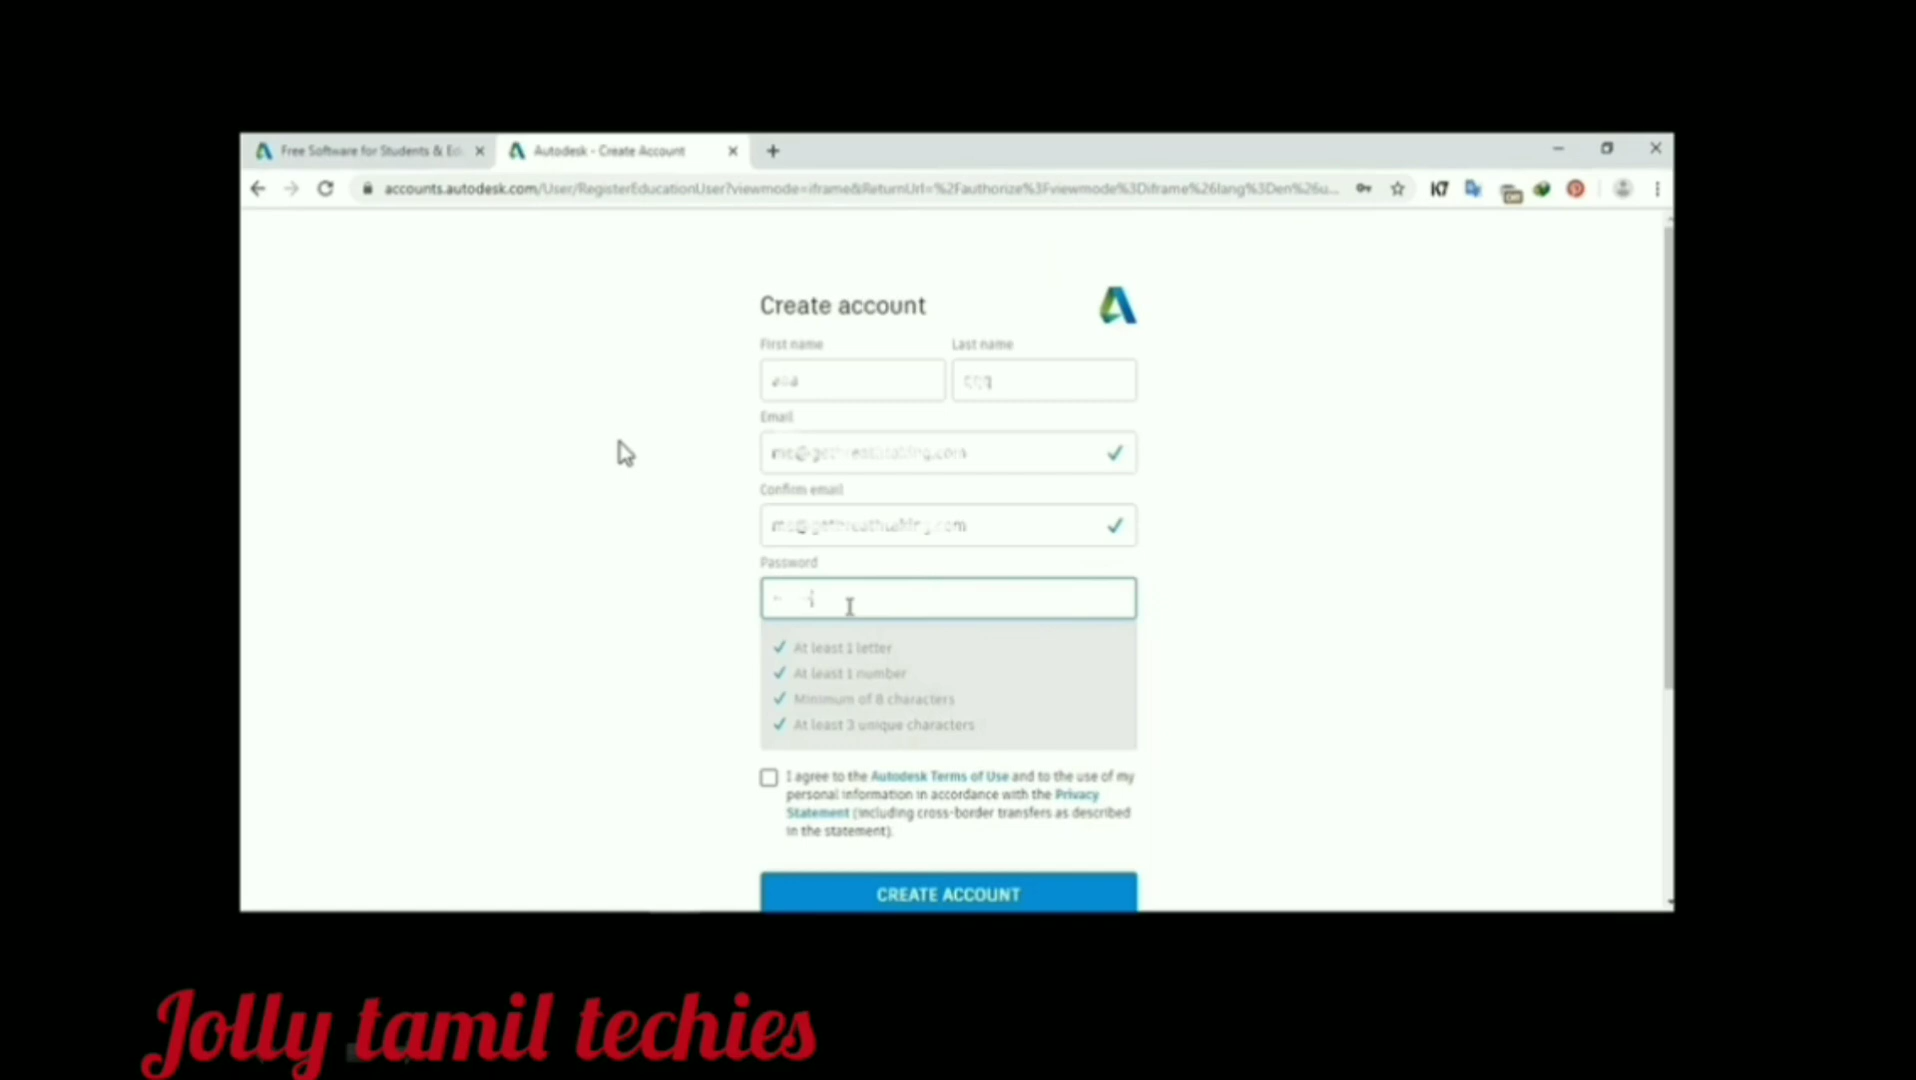 Free Software for Students & Ed
Autodesk - Create Account
accounts.autodesk.com/User/RegisterEducationUser?viewmode=iframe&ReturnUrl=%2Fauthorize%3Fviewmode%3Diframe%26lang%3Den%26u...
Create account
First name
Last name
Email
Confirm email
Password
At least 1 letter
At least 1 number
Minimum of 8 characters
At least 3 unique characters
I agree to the Autodesk Terms of Use and to the use of my
personal information in accordance with the Privacy
Statement (including cross-border transfers as described
in the statement).
CREATE ACCOUNT
Jolly tamil techies